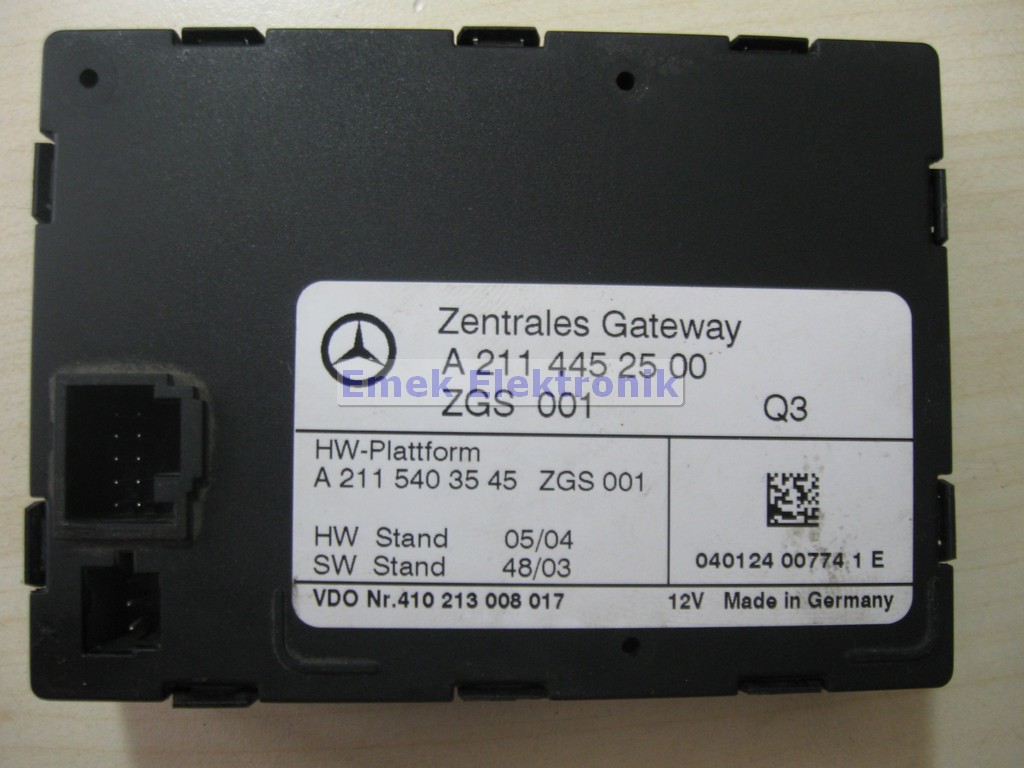 Zentrales Gateway
A 211 445 25 00
Emek Elektronik
ZGS 001 Q3
HW-Plattform
A 211 540 35 45 ZGS 001
HW Stand 05/04
SW Stand 48/03
040124 00774 1 E
VDO Nr.410 213 008 017 12V Made in Germany